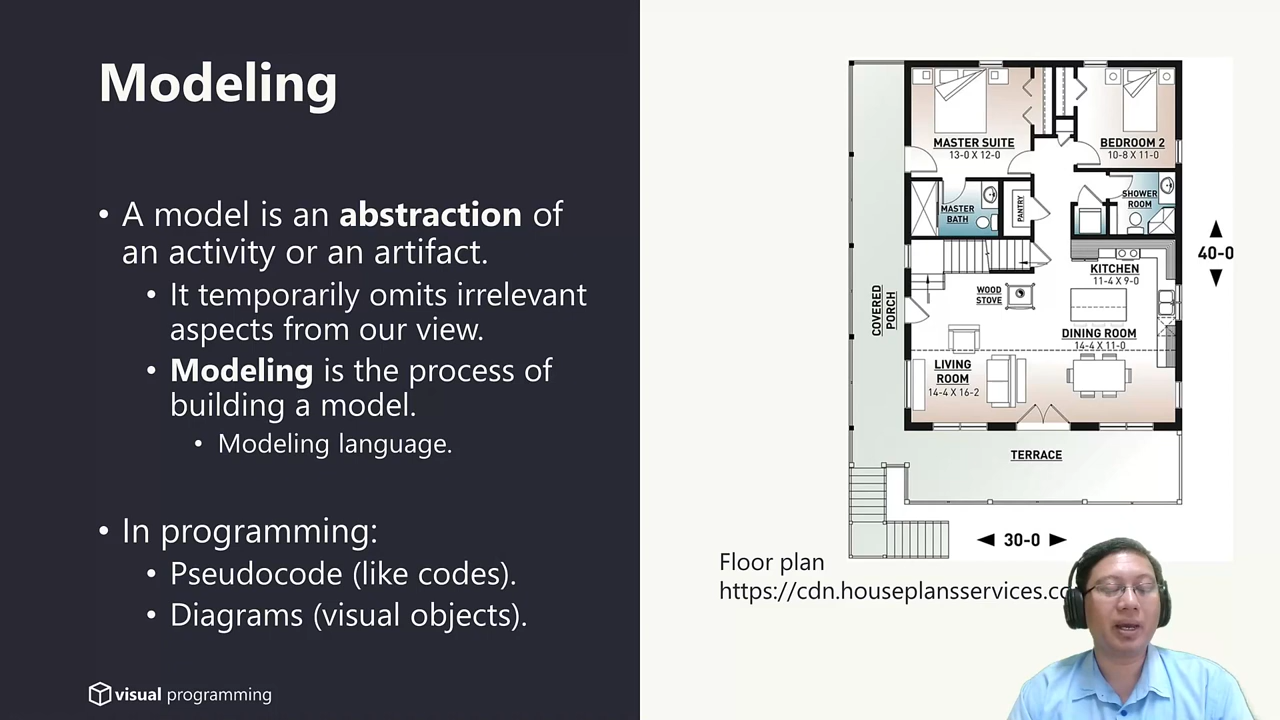 Modeling
• A model is an abstraction of
an activity or an artifact.
• It temporarily omits irrelevant
aspects from our view.
• Modeling is the process of
building a model.
• Modeling language.
• In programming:
• Pseudocode (like codes).
• Diagrams (visual objects).
visual programming
MASTER SUITE
13-0 X 12-0
BEDROOM 2
10-8 X 11-0
MASTER
BATH
PANTRY
SHOWER
ROOM
40-0
KITCHEN
11-4 X 9-0
WOOD
STOVE
COVERED
PORCH
DINING ROOM
14-4 X 11-0
LIVING
ROOM
14-4 X 16-2
TERRACE
30-0
Floor plan
https://cdn.houseplansservices.co